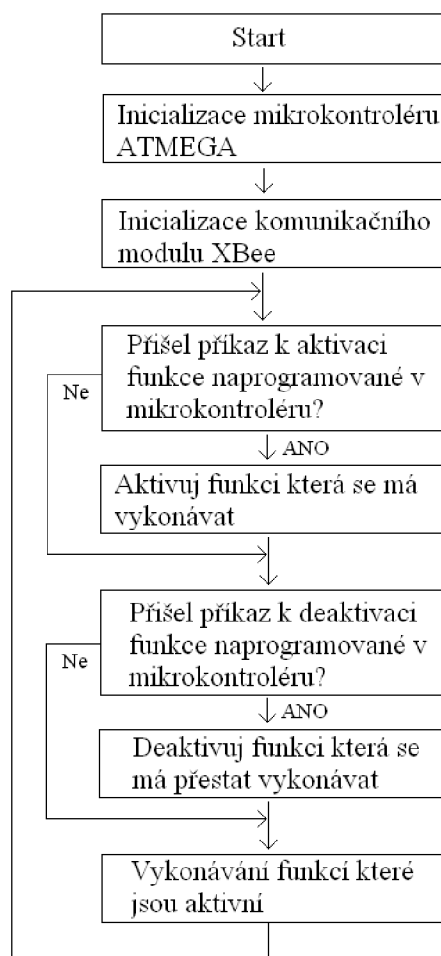 Start
Inicializace mikrokontroléru
ATMEGA
Inicializace komunikačního
modulu XBee
Přišel příkaz k aktivaci
funkce naprogramované v
mikrokontroléru?
Ne
ANO
Aktivuj funkci která se má
vykonávat
Přišel příkaz k deaktivaci
funkce naprogramované v
mikrokontroléru?
Ne
ANO
Deaktivuj funkci která se
má přestat vykonávat
Vykonávání funkcí které
jsou aktivní